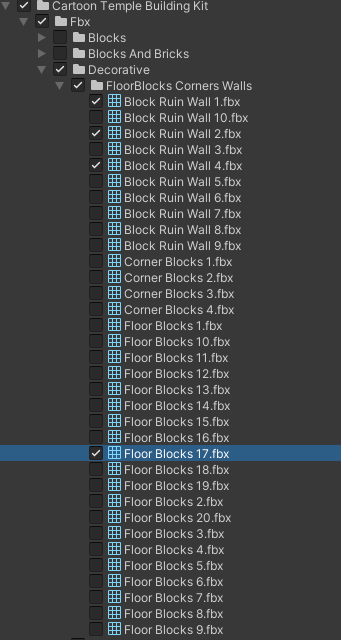 Cartoon Temple Building Kit
Fbx
Blocks
Blocks And Bricks
Decorative
FloorBlocks Corners Walls
Block Ruin Wall 1.fbx
Block Ruin Wall 10.fbx
Block Ruin Wall 2.fbx
Block Ruin Wall 3.fbx
Block Ruin Wall 4.fbx
Block Ruin Wall 5.fbx
Block Ruin Wall 6.fbx
Block Ruin Wall 7.fbx
Block Ruin Wall 8.fbx
Block Ruin Wall 9.fbx
Corner Blocks 1.fbx
Corner Blocks 2.fbx
Corner Blocks 3.fbx
Corner Blocks 4.fbx
Floor Blocks 1.fbx
Floor Blocks 10.fbx
Floor Blocks 11.fbx
Floor Blocks 12.fbx
Floor Blocks 13.fbx
Floor Blocks 14.fbx
Floor Blocks 15.fbx
Floor Blocks 16.fbx
Floor Blocks 17.fbx
Floor Blocks 18.fbx
Floor Blocks 19.fbx
Floor Blocks 2.fbx
Floor Blocks 20.fbx
Floor Blocks 3.fbx
Floor Blocks 4.fbx
Floor Blocks 5.fbx
Floor Blocks 6.fbx
Floor Blocks 7.fbx
Floor Blocks 8.fbx
Floor Blocks 9.fbx